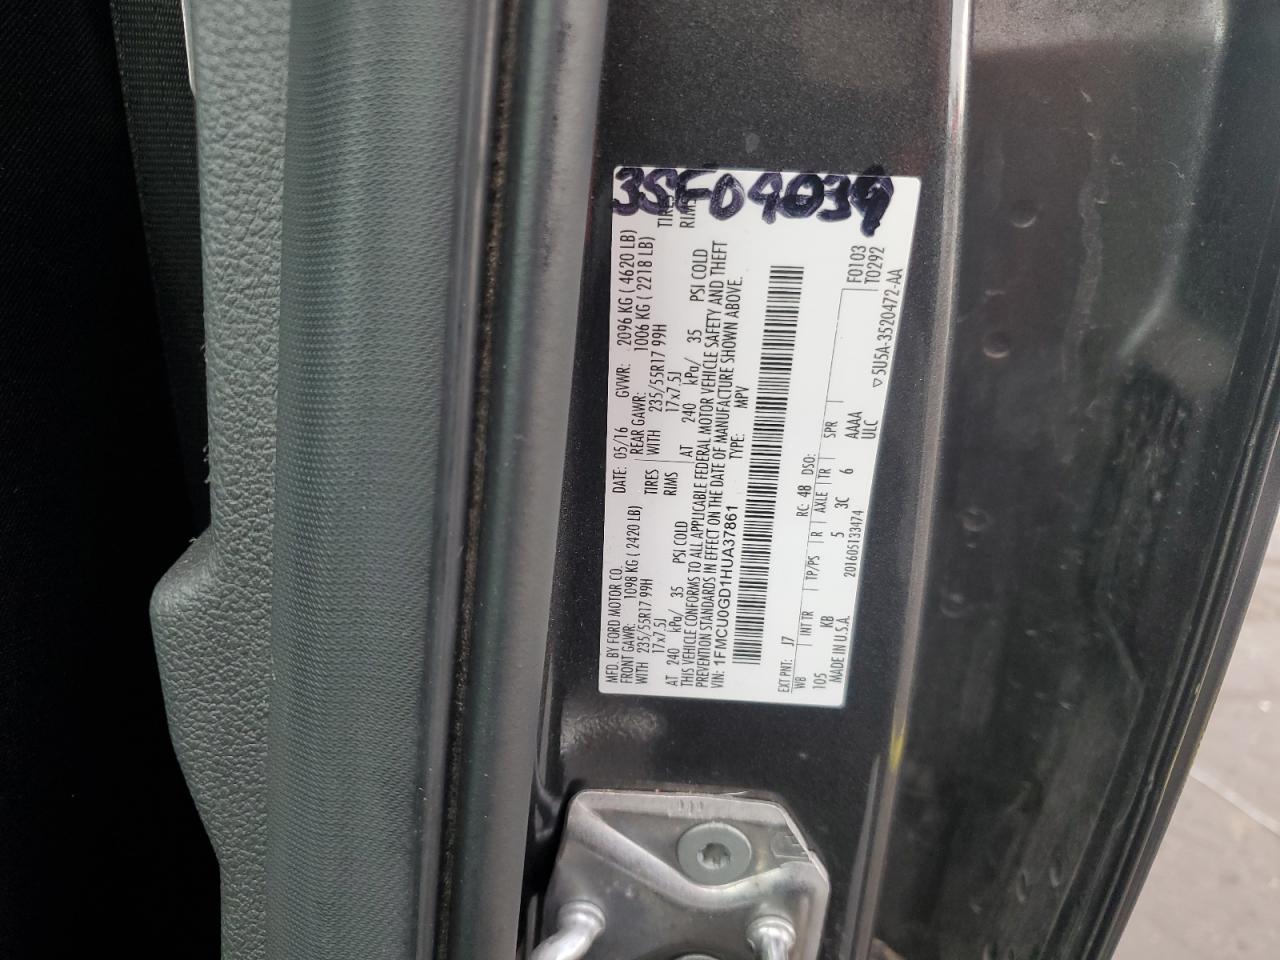 3SF04039
MFD. BY FORD MOTOR CO. DATE: 05/16 GVWR: 2096 KG ( 4620 LB)
FRONT GAWR: 1098 KG ( 2420 LB) REAR GAWR: 1006 KG ( 2218 LB)
WITH 235/55R17 99H TIRES WITH 235/55R17 99H TIRES
17x7.5J RIMS 17x7.5J RIMS
AT 240 kPa/ 35 PSI COLD AT 240 kPa/ 35 PSI COLD
THIS VEHICLE CONFORMS TO ALL APPLICABLE FEDERAL MOTOR VEHICLE SAFETY AND THEFT
PREVENTION STANDARDS IN EFFECT ON THE DATE OF MANUFACTURE SHOWN ABOVE.
VIN: 1FMCU0GD1HUA37861 TYPE: MPV
F0103
T0292
EXT PNT: J7 RC: 48 DSO:
WB INT TR TP/PS R AXLE TR SPR
105 KB 5 3C 6 AAAA
ULC
MADE IN U.S.A. 201605133474 ▽5U5A-3520472-AA